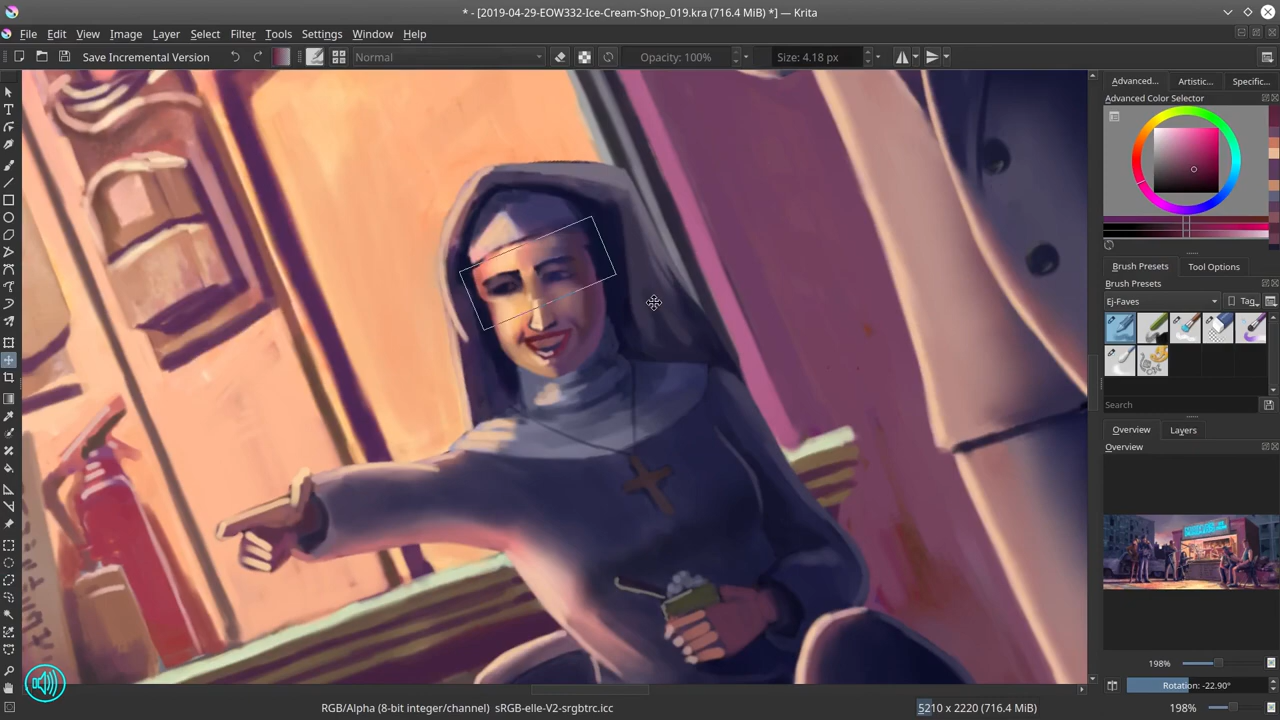 * - [2019-04-29-EOW332-Ice-Cream-Shop_019.kra (716.4 MiB) *] — Krita
File Edit View Image Layer Select Filter Tools Settings Window Help
Save Incremental Version Normal Opacity: 100% Size: 4.18 px
Advanced... Artistic... Specific...
Advanced Color Selector
Brush Presets Tool Options
Brush Presets
Ej-Faves Tag
Search
Overview Layers
Overview
198%
Rotation: -22.90°
RGB/Alpha (8-bit integer/channel) sRGB-elle-V2-srgbtrc.icc 5210 x 2220 (716.4 MiB) 198%